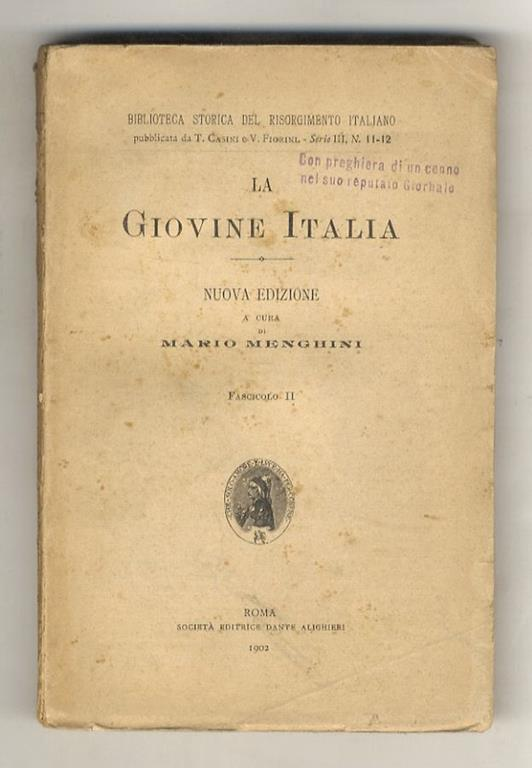 BIBLIOTECA STORICA DEL RISORGIMENTO ITALIANO
pubblicata da T. CASINI e V. FIORINI. - Serie III, N. 11-12
Con preghiera di un cenno
nel suo reputato Giornale
LA
GIOVINE ITALIA
NUOVA EDIZIONE
A CURA
DI
MARIO MENGHINI
FASCICOLO II
ROMA
SOCIETÀ EDITRICE DANTE ALIGHIERI
1902